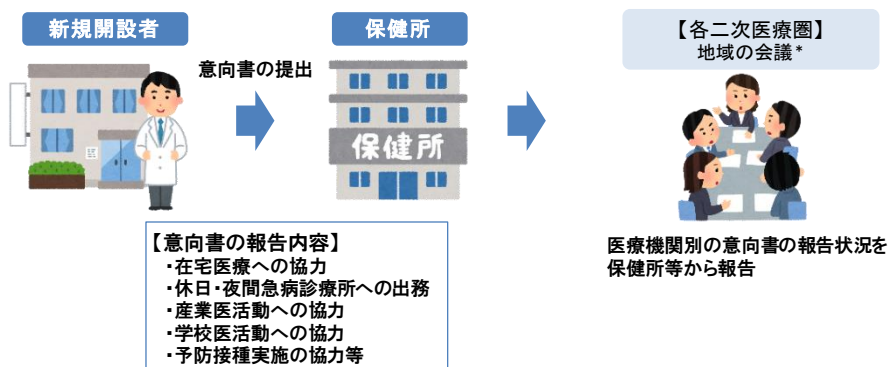 新規開設者
意向書の提出
保健所
保健所
【各二次医療圏】
地域の会議*
【意向書の報告内容】
・在宅医療への協力
・休日・夜間急病診療所への出務
・産業医活動への協力
・学校医活動への協力
・予防接種実施の協力等
医療機関別の意向書の報告状況を
保健所等から報告